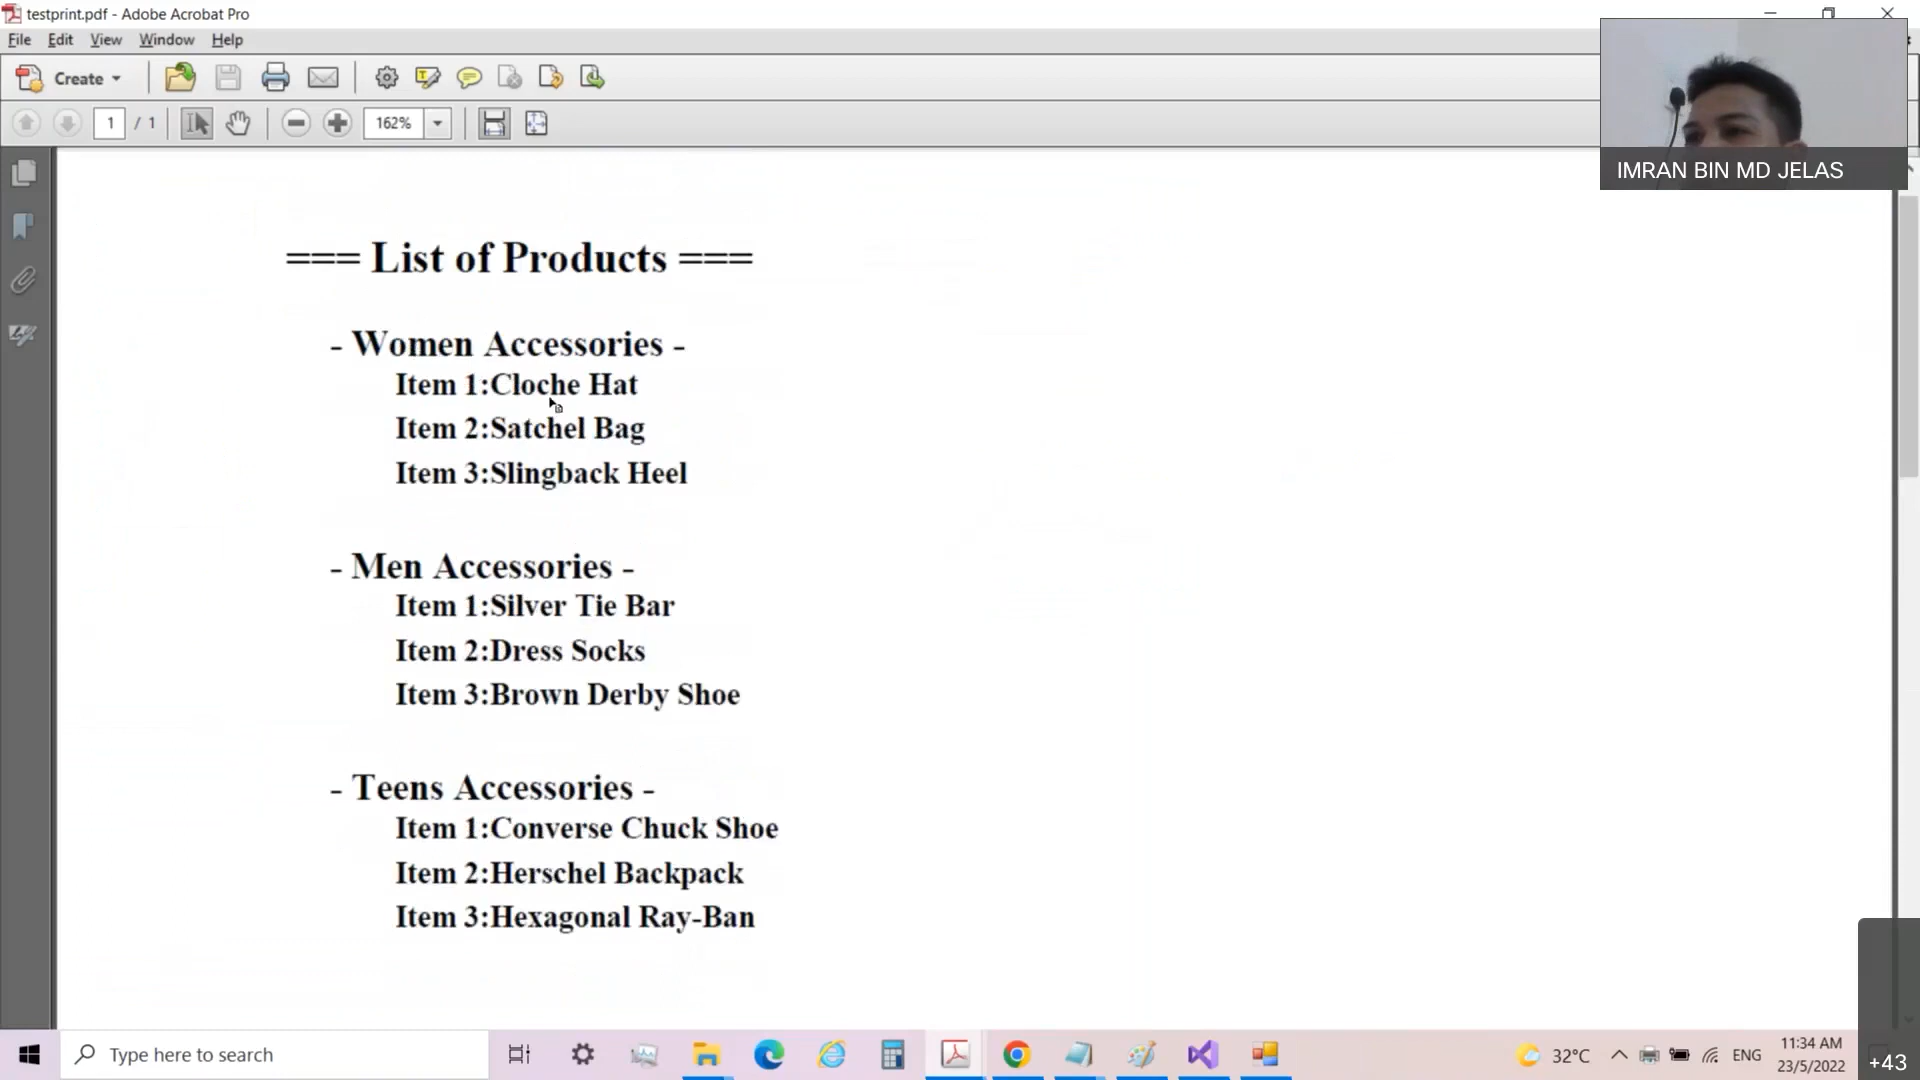 testprint.pdf - Adobe Acrobat Pro
File Edit View Window Help
Create
1 / 1 162%
IMRAN BIN MD JELAS
=== List of Products ===
- Women Accessories -
Item 1:Cloche Hat
Item 2:Satchel Bag
Item 3:Slingback Heel
- Men Accessories -
Item 1:Silver Tie Bar
Item 2:Dress Socks
Item 3:Brown Derby Shoe
- Teens Accessories -
Item 1:Converse Chuck Shoe
Item 2:Herschel Backpack
Item 3:Hexagonal Ray-Ban
Type here to search
32°C
ENG
11:34 AM
23/5/2022
+43